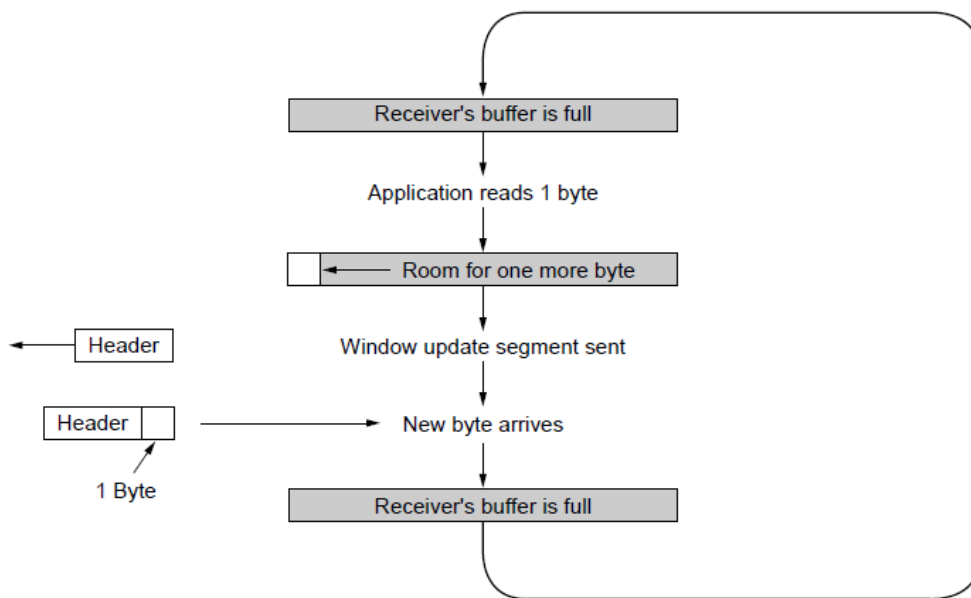 Receiver's buffer is full
Application reads 1 byte
Room for one more byte
Header
Window update segment sent
Header
New byte arrives
1 Byte
Receiver's buffer is full